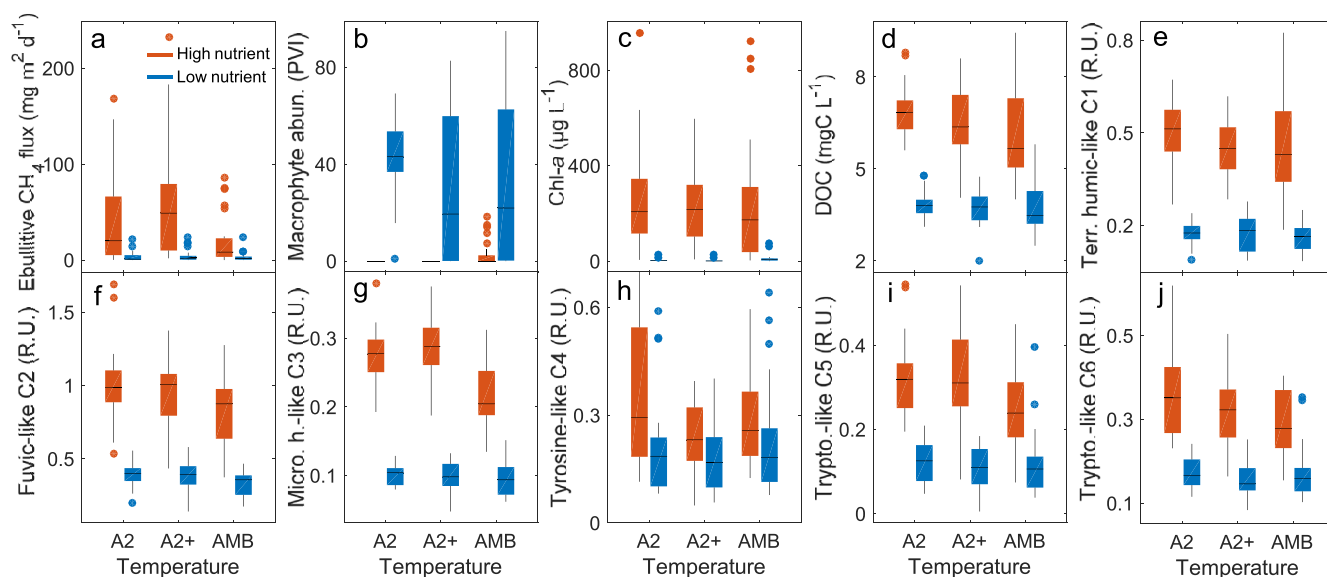 a
High nutrient
Low nutrient
Ebullitive CH4 flux (mg m2 d-1)
200
100
0
b
Macrophyte abun. (PVI)
80
40
0
c
Chl-a (µg L-1)
800
400
0
d
DOC (mgC L-1)
8
5
2
e
Terr. humic-like C1 (R.U.)
0.8
0.5
0.2
f
Fuvic-like C2 (R.U.)
1.5
1
0.5
A2 A2+ AMB
Temperature
g
Micro. h.-like C3 (R.U.)
0.3
0.2
0.1
A2 A2+ AMB
Temperature
h
Tyrosine-like C4 (R.U.)
0.6
0.3
0
A2 A2+ AMB
Temperature
i
Trypto.-like C5 (R.U.)
0.4
0.2
0
A2 A2+ AMB
Temperature
j
Trypto.-like C6 (R.U.)
0.5
0.3
0.1
A2 A2+ AMB
Temperature